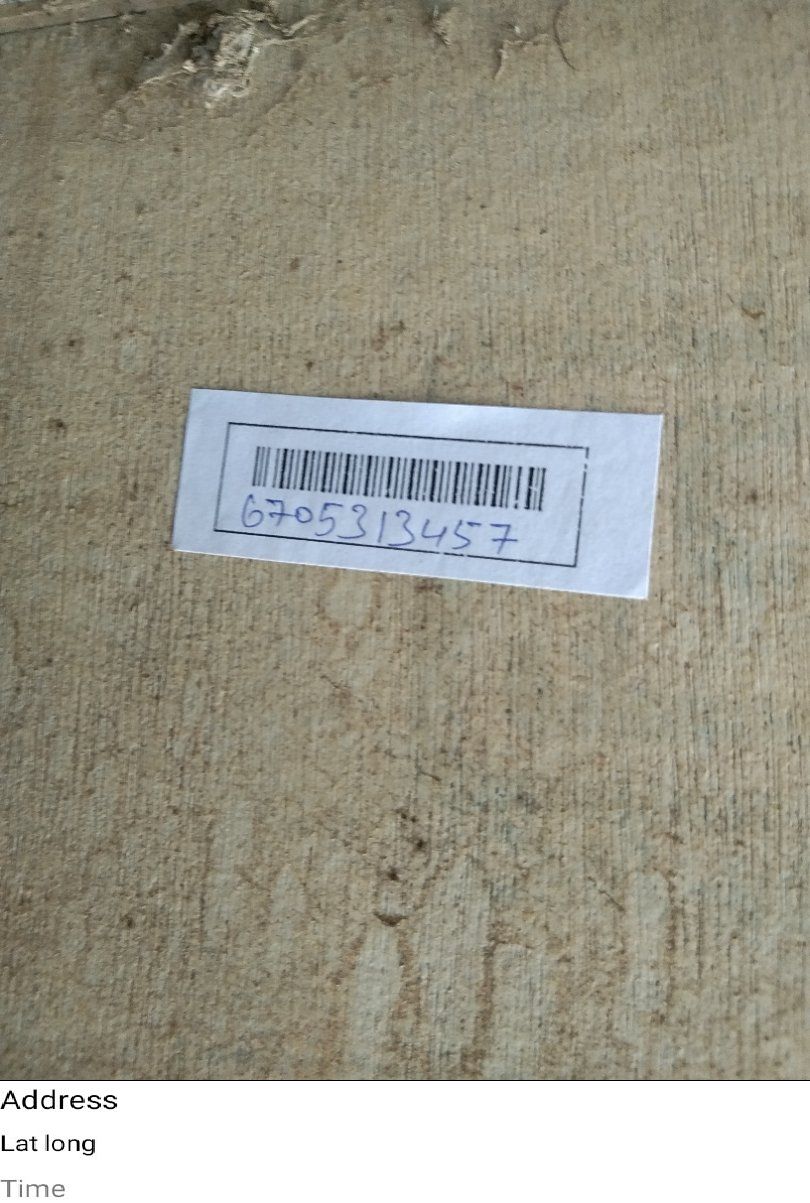 6705313457
Address
Lat long
Time